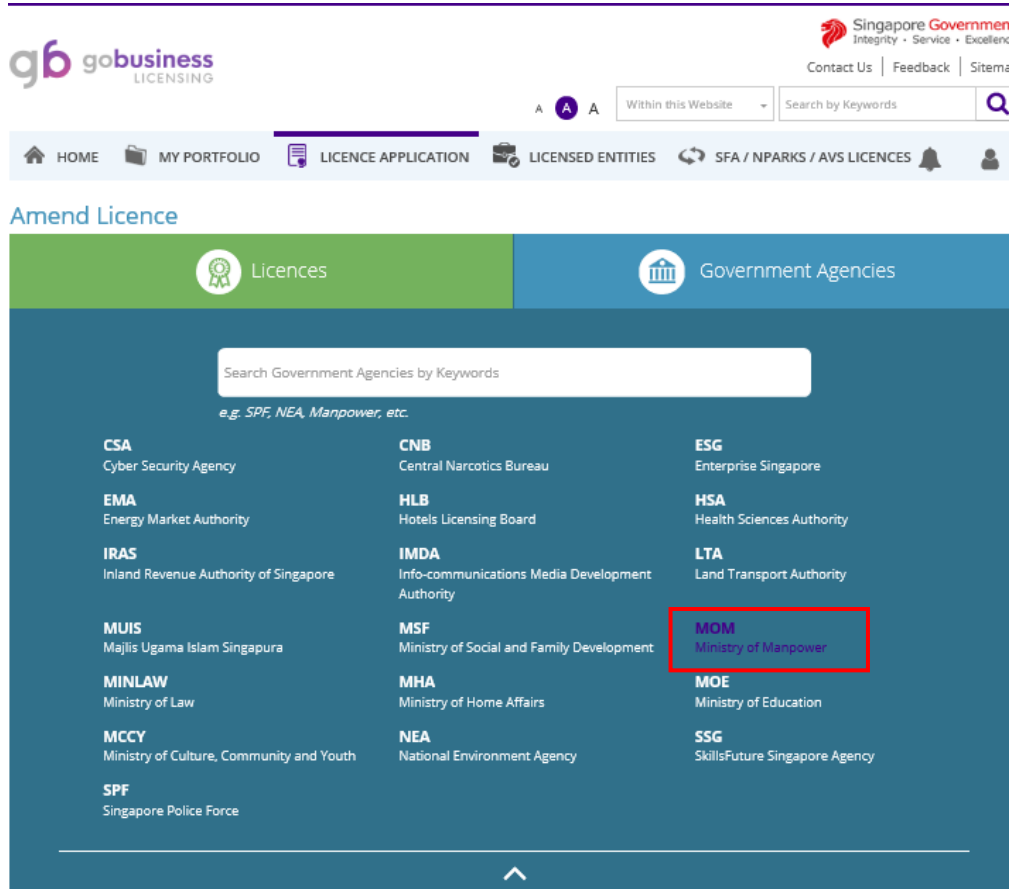 Singapore Governmen
Integrity · Service · Excellenc
gb gobusiness
LICENSING
Contact Us | Feedback | Sitema
A A A Within this Website Search by Keywords
HOME MY PORTFOLIO LICENCE APPLICATION LICENSED ENTITIES SFA / NPARKS / AVS LICENCES
Amend Licence
Licences Government Agencies
Search Government Agencies by Keywords
e.g. SPF, NEA, Manpower, etc.
CSA
Cyber Security Agency
CNB
Central Narcotics Bureau
ESG
Enterprise Singapore
EMA
Energy Market Authority
HLB
Hotels Licensing Board
HSA
Health Sciences Authority
IRAS
Inland Revenue Authority of Singapore
IMDA
Info-communications Media Development
Authority
LTA
Land Transport Authority
MUIS
Majlis Ugama Islam Singapura
MSF
Ministry of Social and Family Development
MOM
Ministry of Manpower
MINLAW
Ministry of Law
MHA
Ministry of Home Affairs
MOE
Ministry of Education
MCCY
Ministry of Culture, Community and Youth
NEA
National Environment Agency
SSG
SkillsFuture Singapore Agency
SPF
Singapore Police Force